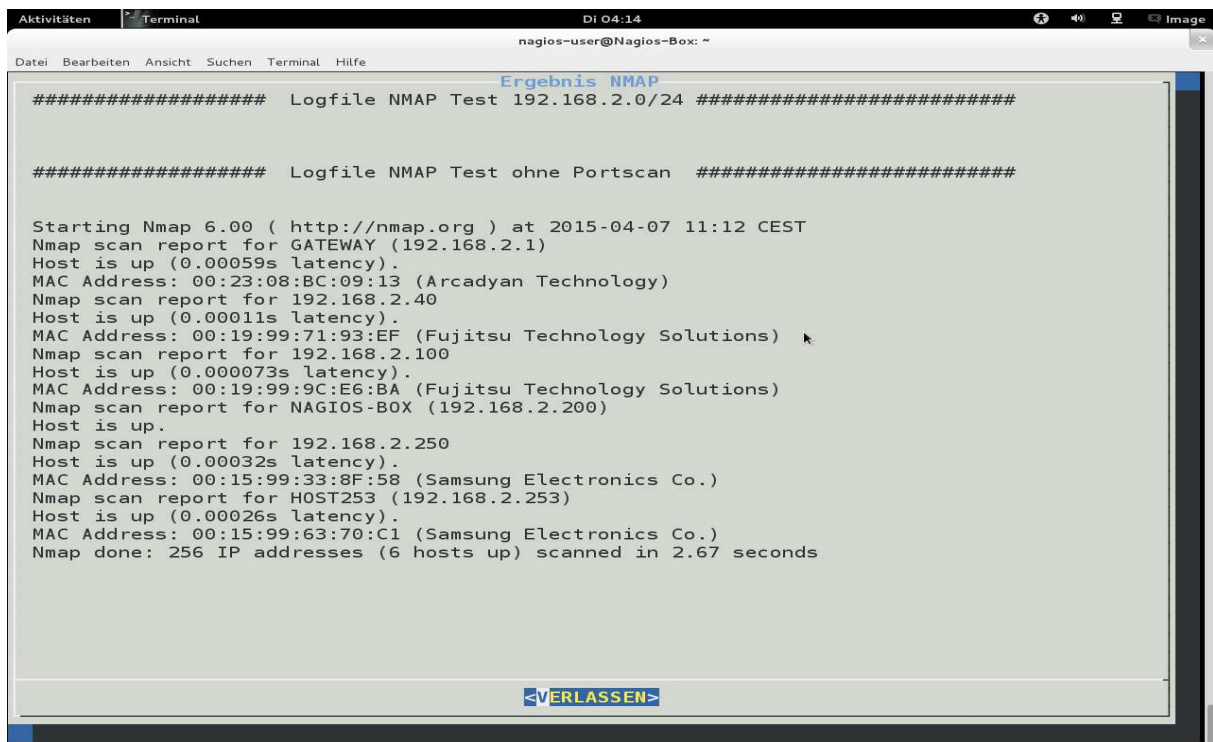 Aktivitäten Terminal Di 04:14 Image
nagios-user@Nagios-Box: ~
Datei Bearbeiten Ansicht Suchen Terminal Hilfe
Ergebnis NMAP
################### Logfile NMAP Test 192.168.2.0/24 ##########################
################### Logfile NMAP Test ohne Portscan ##########################
Starting Nmap 6.00 ( http://nmap.org ) at 2015-04-07 11:12 CEST
Nmap scan report for GATEWAY (192.168.2.1)
Host is up (0.00059s latency).
MAC Address: 00:23:08:BC:09:13 (Arcadyan Technology)
Nmap scan report for 192.168.2.40
Host is up (0.00011s latency).
MAC Address: 00:19:99:71:93:EF (Fujitsu Technology Solutions)
Nmap scan report for 192.168.2.100
Host is up (0.000073s latency).
MAC Address: 00:19:99:9C:E6:BA (Fujitsu Technology Solutions)
Nmap scan report for NAGIOS-BOX (192.168.2.200)
Host is up.
Nmap scan report for 192.168.2.250
Host is up (0.00032s latency).
MAC Address: 00:15:99:33:8F:58 (Samsung Electronics Co.)
Nmap scan report for HOST253 (192.168.2.253)
Host is up (0.00026s latency).
MAC Address: 00:15:99:63:70:C1 (Samsung Electronics Co.)
Nmap done: 256 IP addresses (6 hosts up) scanned in 2.67 seconds
<VERLASSEN>